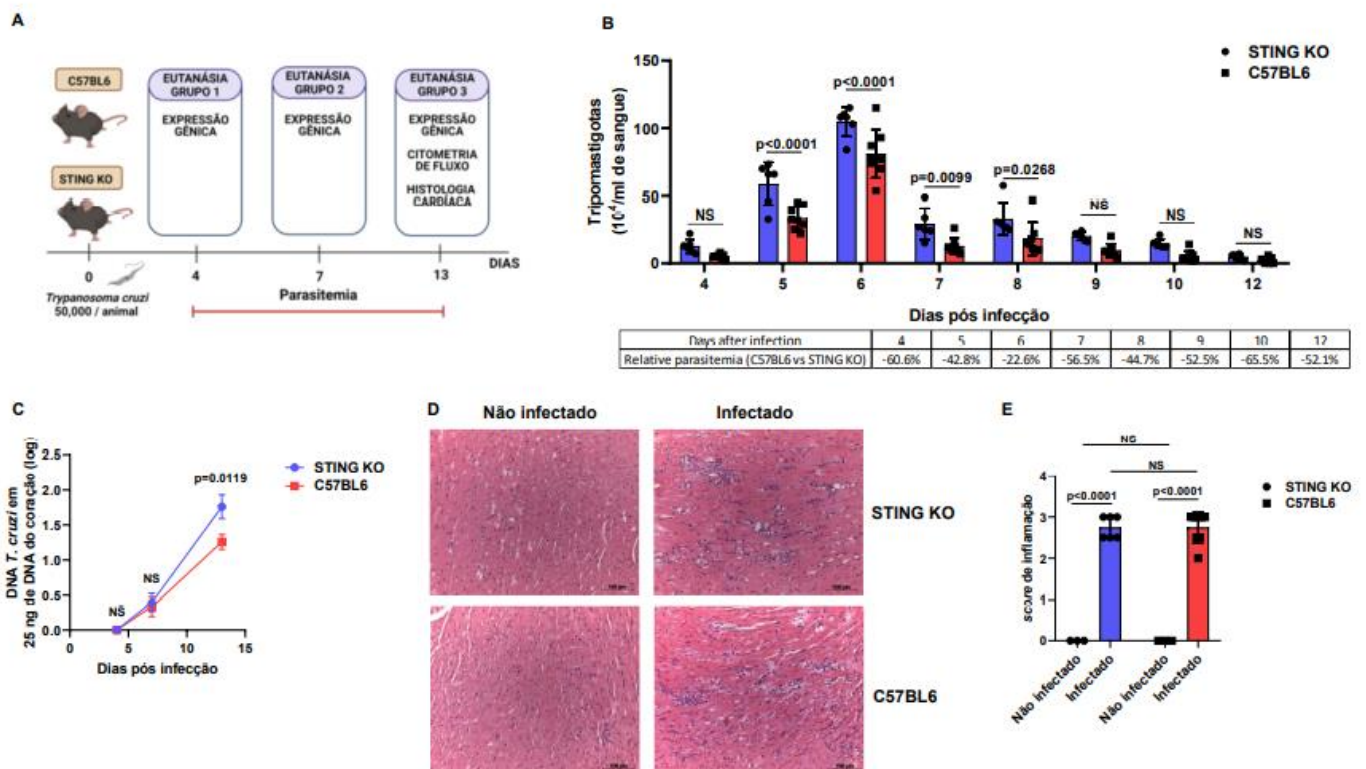 A
C57BL6
STING KO
EUTANÁSIA
GRUPO 1
EXPRESSÃO
GÊNICA
EUTANÁSIA
GRUPO 2
EXPRESSÃO
GÊNICA
EUTANÁSIA
GRUPO 3
EXPRESSÃO
GÊNICA
CITOMETRIA
DE FLUXO
HISTOLOGIA
CARDÍACA
0
4
7
13
DIAS
Trypanosoma cruzi
50,000 / animal
Parasitemia
B
Tripomastigotas
(10⁴/ml de sangue)
150
100
50
0
NS
p<0.0001
p<0.0001
p=0.0099
p=0.0268
NS
NS
NS
STING KO
C57BL6
4 5 6 7 8 9 10 12
Dias pós infecção
Days after infection 4 5 6 7 8 9 10 12
Relative parasitemia (C57BL6 vs STING KO) -60.6% -42.8% -22.6% -56.5% -44.7% -52.5% -65.5% -52.1%
C
DNA T. cruzi em
25 ng de DNA do coração (log)
2.5
2.0
1.5
1.0
0.5
0.0
NS
NS
p=0.0119
STING KO
C57BL6
0 5 10 15
Dias pós infecção
D
Não infectado
Infectado
STING KO
C57BL6
E
score de inflamação
4
3
2
1
0
NS
NS
p<0.0001
p<0.0001
STING KO
C57BL6
Não infectado
Infectado
Não infectado
Infectado